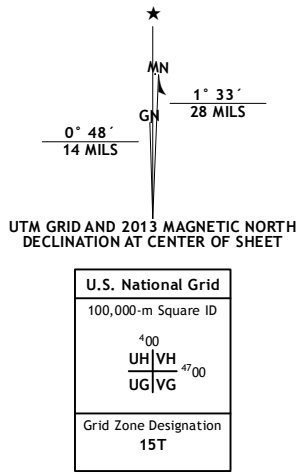 ★
MN
1° 33´
GN
28 MILS
0° 48´
14 MILS
UTM GRID AND 2013 MAGNETIC NORTH
DECLINATION AT CENTER OF SHEET
U.S. National Grid
100,000-m Square ID
⁴00
UH VH
⁴⁷00
UG VG
Grid Zone Designation
15T